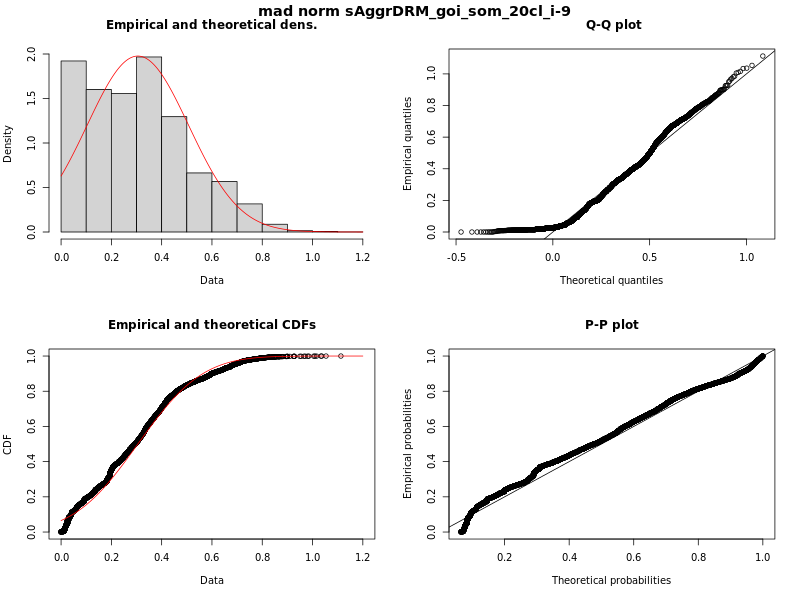 mad norm sAggrDRM_goi_som_20cl_i-9
Empirical and theoretical dens.
Density
0.0 0.5 1.0 1.5 2.0
0.0 0.2 0.4 0.6 0.8 1.0 1.2
Data
Q-Q plot
Empirical quantiles
0.0 0.2 0.4 0.6 0.8 1.0
-0.5 0.0 0.5 1.0
Theoretical quantiles
Empirical and theoretical CDFs
CDF
0.0 0.2 0.4 0.6 0.8 1.0
0.0 0.2 0.4 0.6 0.8 1.0 1.2
Data
P-P plot
Empirical probabilities
0.0 0.2 0.4 0.6 0.8 1.0
0.2 0.4 0.6 0.8 1.0
Theoretical probabilities